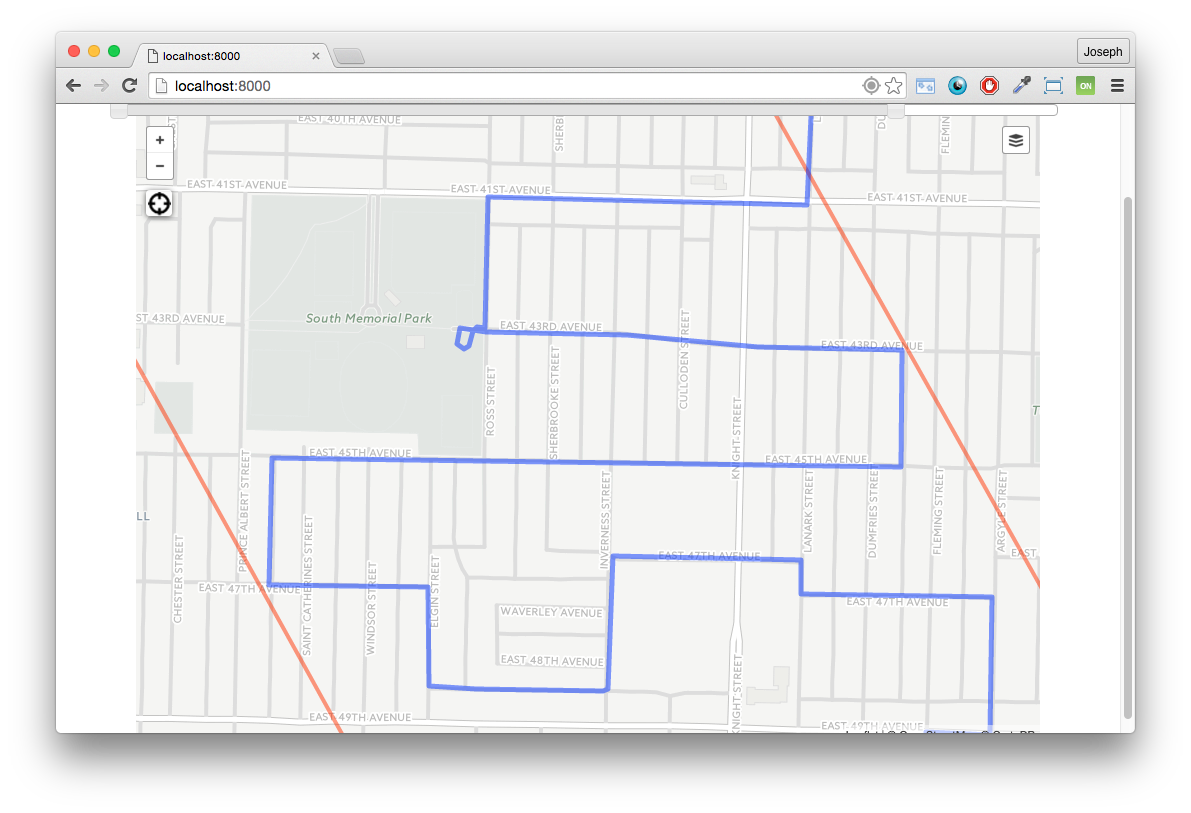 localhost:8000
Joseph
localhost:8000
ON
EAST 40TH AVENUE
+
−
EAST 41ST AVENUE
EAST 41ST AVENUE
EAST 41ST AVENUE
FLEMING
SHERB
DU
South Memorial Park
ST 43RD AVENUE
EAST 43RD AVENUE
EAST 43RD AVENUE
CULLODEN STREET
ROSS STREET
SHERBROOKE STREET
KNIGHT STREET
T
EAST 45TH AVENUE
EAST 45TH AVENUE
PRINCE ALBERT STREET
INVERNESS STREET
LANARK STREET
DUMFRIES STREET
FLEMING STREET
ARGYLE STREET
LL
CHESTER STREET
SAINT CATHERINES STREET
WINDSOR STREET
ELGIN STREET
EAST 47TH AVENUE
EAST
EAST 47TH AVENUE
EAST 47TH AVENUE
WAVERLEY AVENUE
EAST 48TH AVENUE
KNIGHT STREET
EAST 49TH AVENUE
EAST 49TH AVENUE